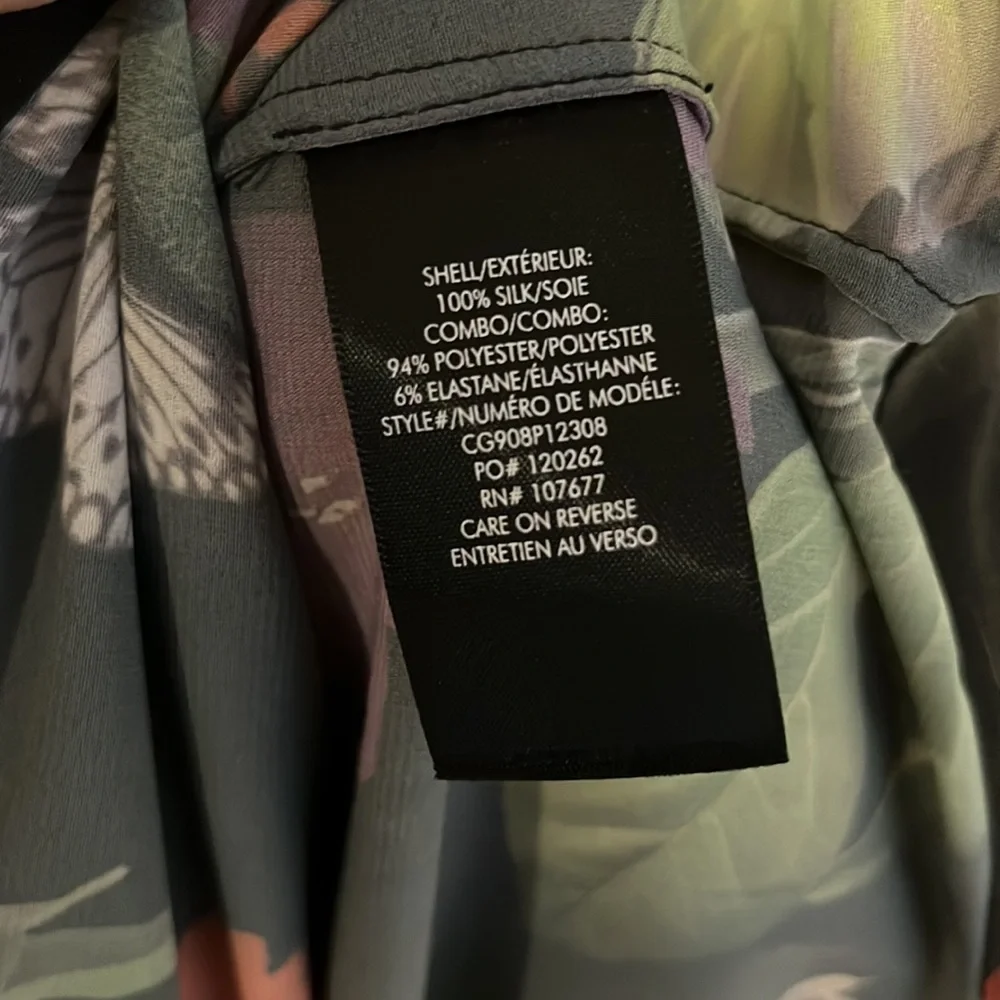 SHELL/EXTÉRIEUR:
100% SILK/SOIE
COMBO/COMBO:
94% POLYESTER/POLYESTER
6% ELASTANE/ÉLASTHANNE
STYLE#/NUMÉRO DE MODÉLE:
CG908P12308
PO# 120262
RN# 107677
CARE ON REVERSE
ENTRETIEN AU VERSO